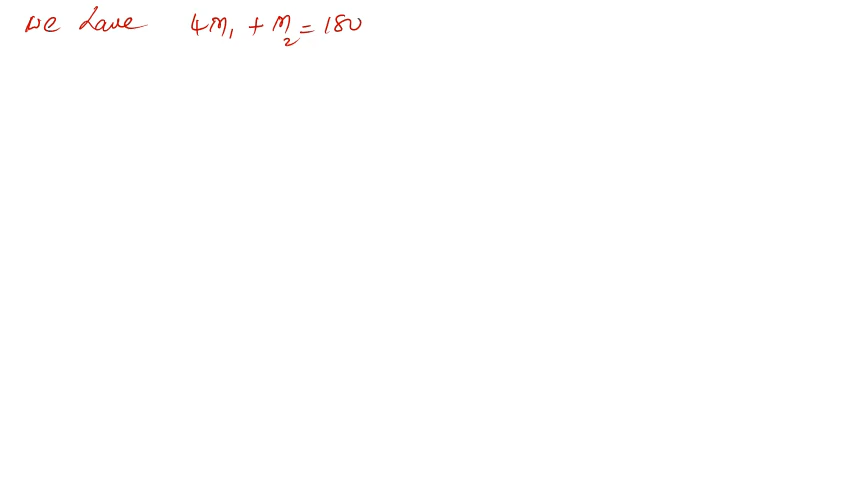 we have 4m₁ + m₂ = 180